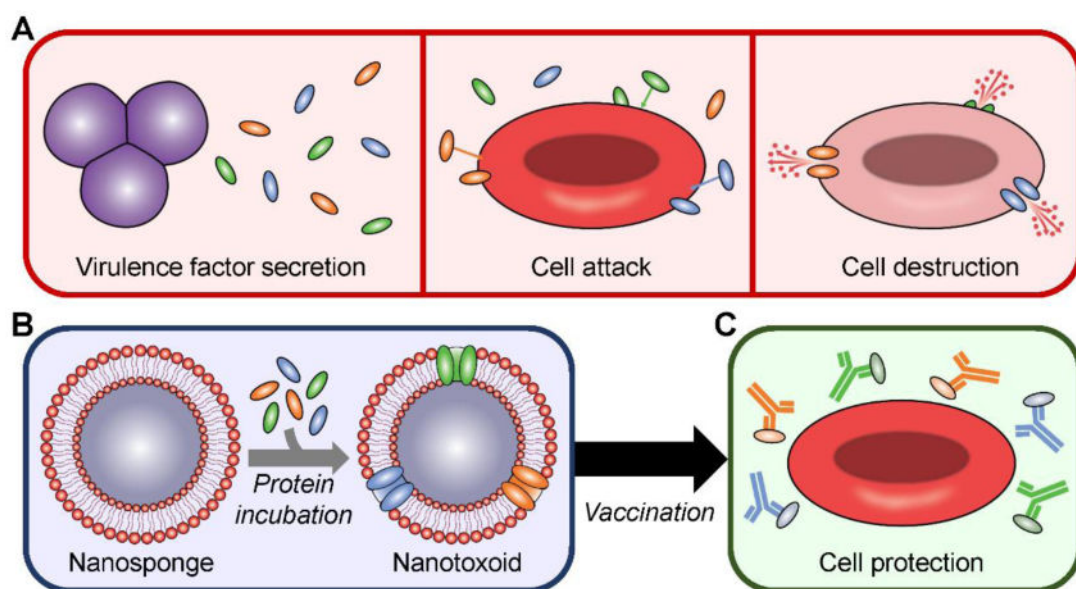 A
Virulence factor secretion
Cell attack
Cell destruction
B
Protein
incubation
Nanosponge
Nanotoxoid
Vaccination
C
Cell protection